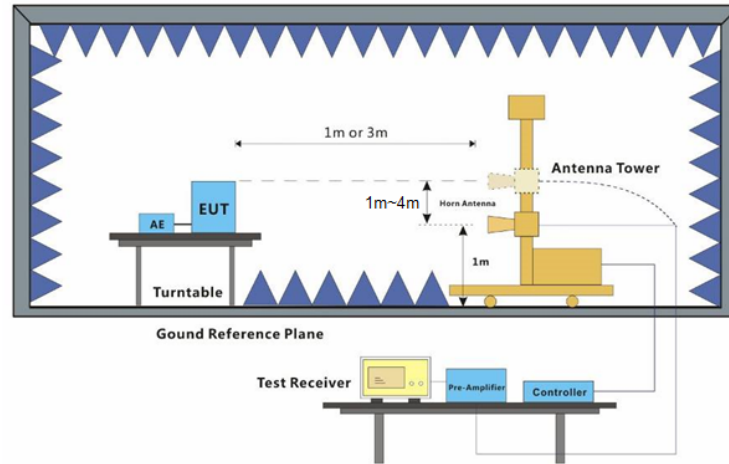 1m or 3m
Antenna Tower
1m~4m
Horn Antenna
EUT
AE
1m
Turntable
Gound Reference Plane
Test Receiver
Pre-Amplifier
Controller